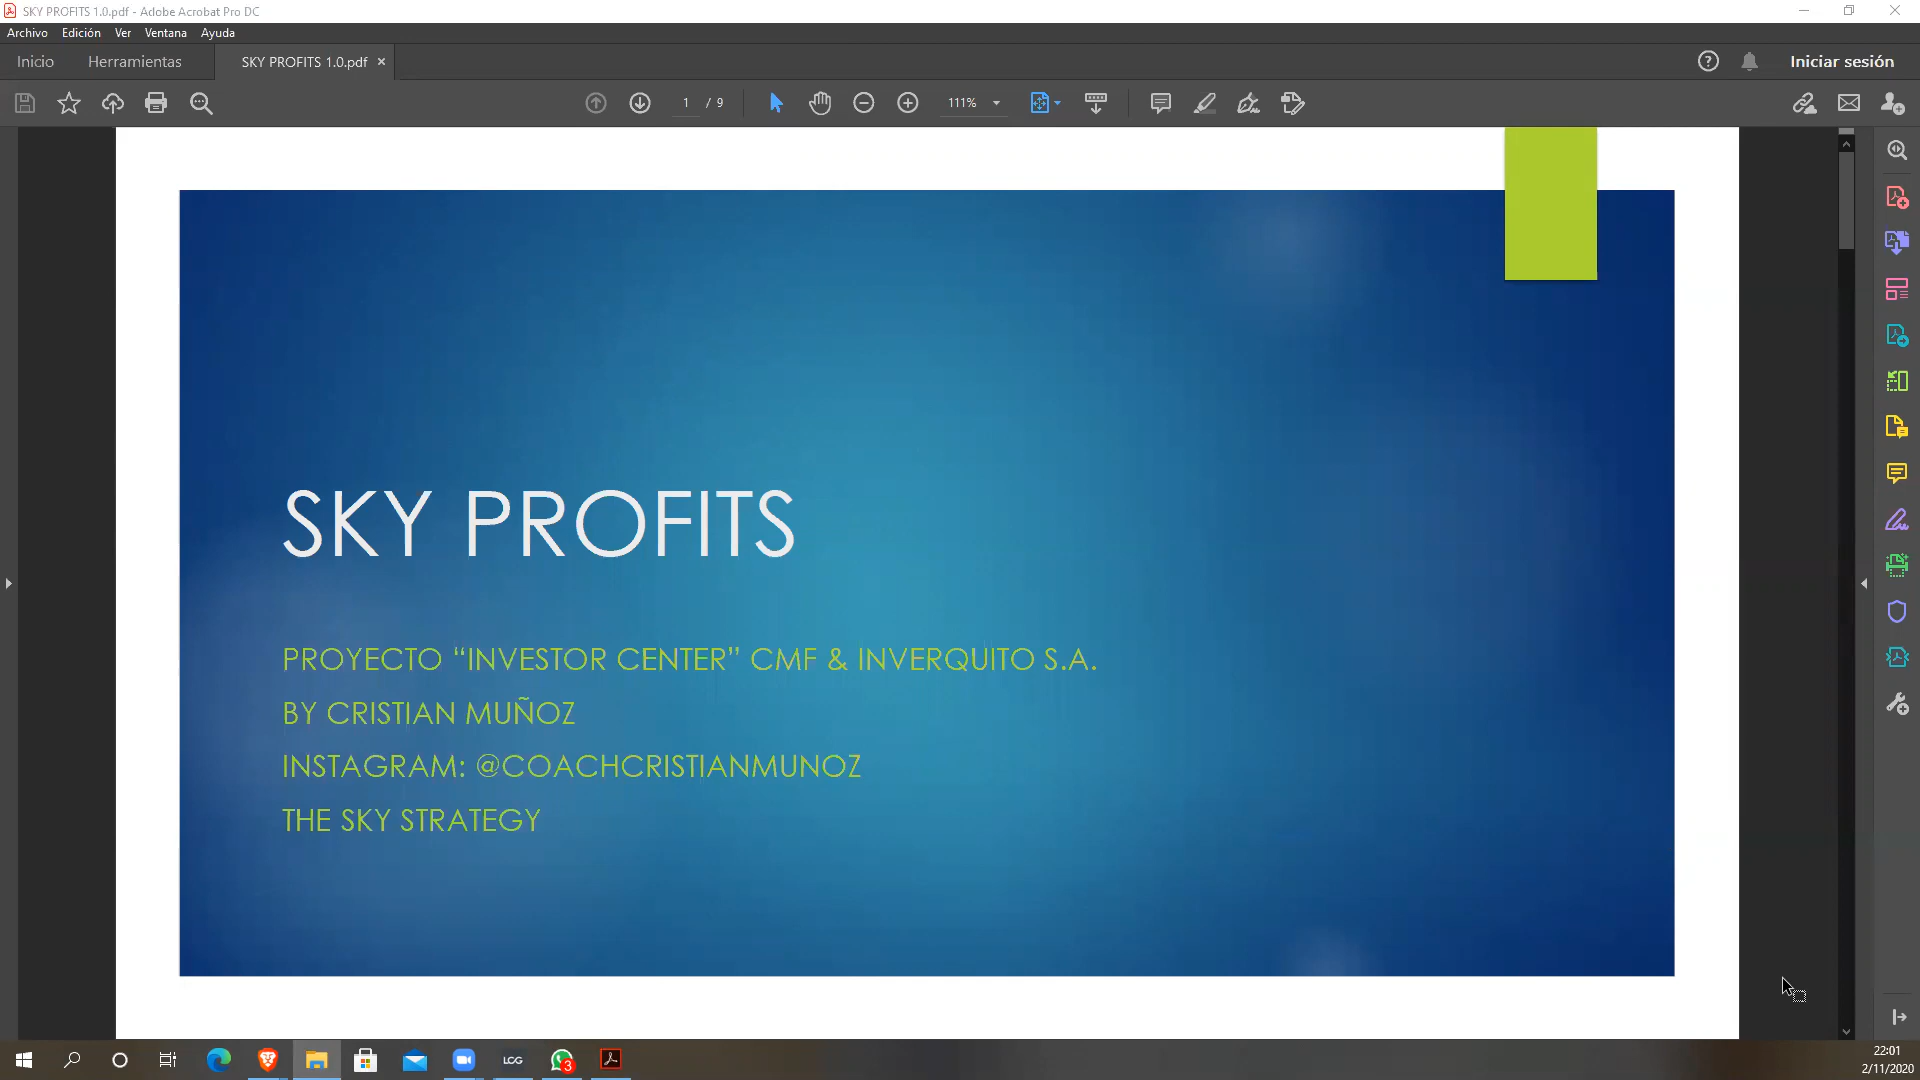 SKY PROFITS 1.0.pdf - Adobe Acrobat Pro DC
Archivo Edición Ver Ventana Ayuda
Inicio Herramientas SKY PROFITS 1.0.pdf × Iniciar sesión
1 / 9 111%
SKY PROFITS
PROYECTO “INVESTOR CENTER” CMF & INVERQUITO S.A.
BY CRISTIAN MUÑOZ
INSTAGRAM: @COACHCRISTIANMUNOZ
THE SKY STRATEGY
LCG
3
22:01
2/11/2020